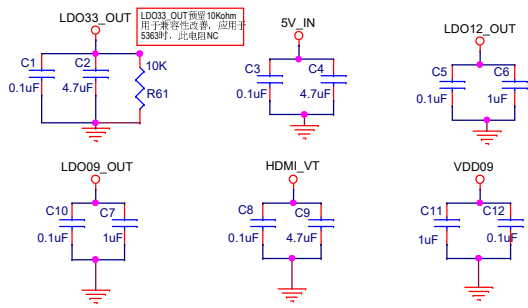 LDO33_OUT
LDO33_OUT预留10Kohm
用于兼容性改善，应用于
5363时，此电阻NC
C1
0.1uF
C2
4.7uF
10K
R61
5V_IN
C3
0.1uF
C4
4.7uF
LDO12_OUT
C5
0.1uF
C6
1uF
LDO09_OUT
C10
0.1uF
C7
1uF
HDMI_VT
C8
0.1uF
C9
4.7uF
VDD09
C11
1uF
C12
0.1uF